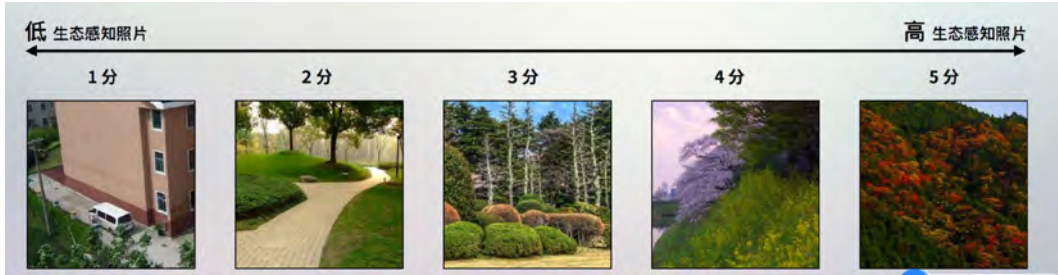 低 生态感知照片
高 生态感知照片
1分
2分
3分
4分
5分